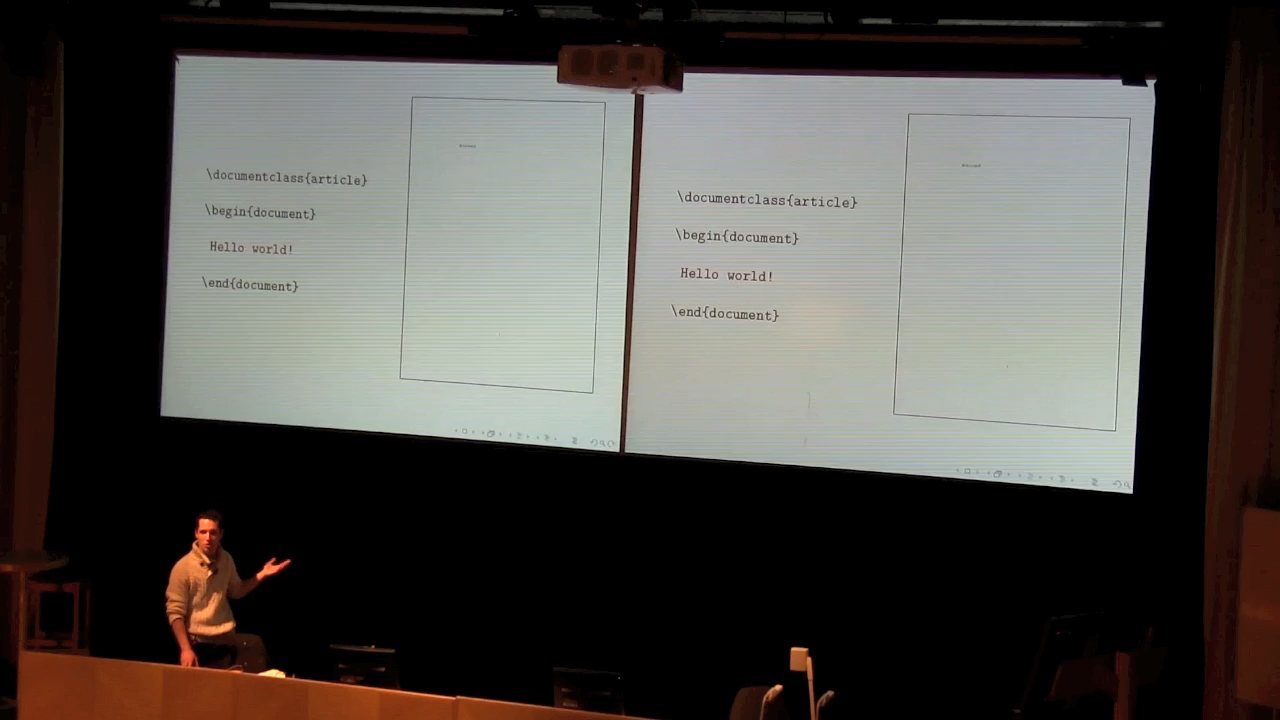 \documentclass{article}
\begin{document}
Hello world!
\end{document}
\documentclass{article}
\begin{document}
Hello world!
\end{document}